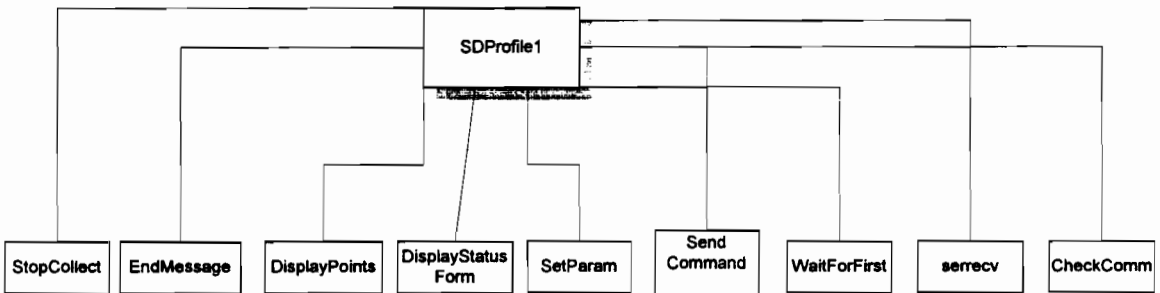 SDProfile1
StopCollect
EndMessage
DisplayPoints
DisplayStatus
Form
SetParam
Send
Command
WaitForFirst
serrecv
CheckComm